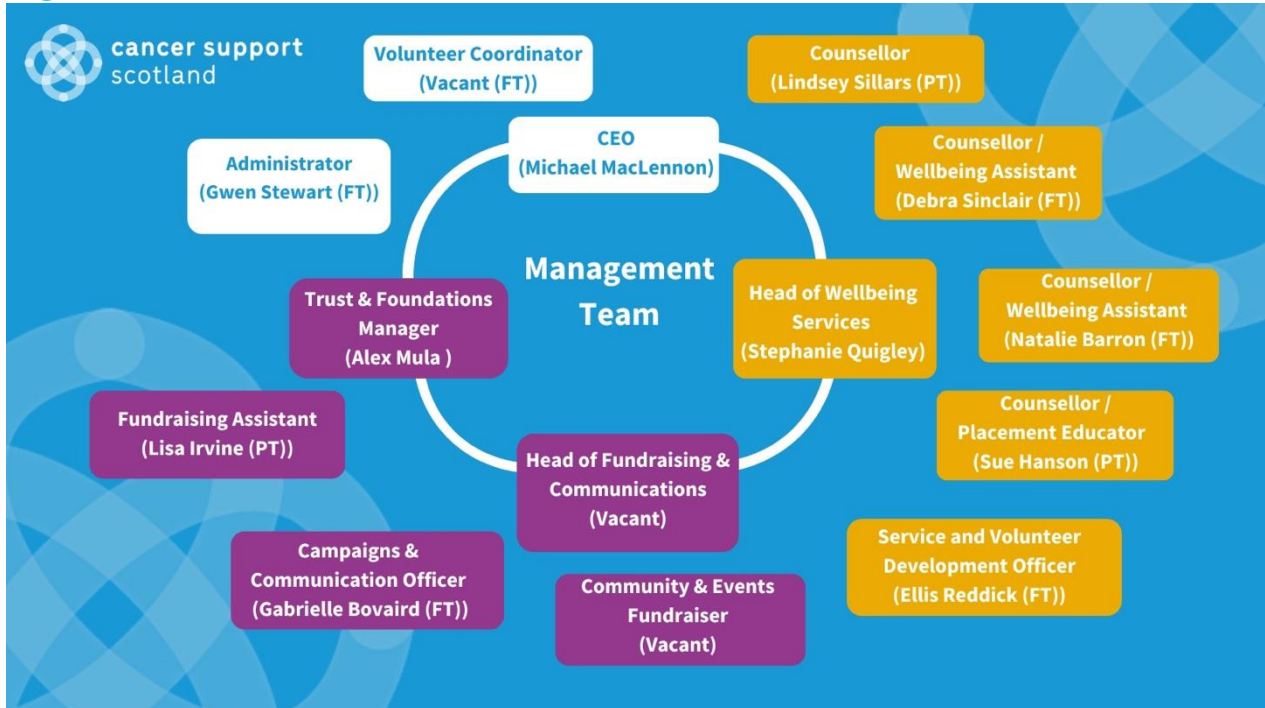 cancer support
scotland
Volunteer Coordinator
(Vacant (FT))
Counsellor
(Lindsey Sillars (PT))
CEO
(Michael MacLennon)
Administrator
(Gwen Stewart (FT))
Counsellor /
Wellbeing Assistant
(Debra Sinclair (FT))
Management
Team
Trust & Foundations
Manager
(Alex Mula )
Head of Wellbeing
Services
(Stephanie Quigley)
Counsellor /
Wellbeing Assistant
(Natalie Barron (FT))
Fundraising Assistant
(Lisa Irvine (PT))
Counsellor /
Placement Educator
(Sue Hanson (PT))
Head of Fundraising &
Communications
(Vacant)
Campaigns &
Communication Officer
(Gabrielle Bovaird (FT))
Service and Volunteer
Development Officer
(Ellis Reddick (FT))
Community & Events
Fundraiser
(Vacant)